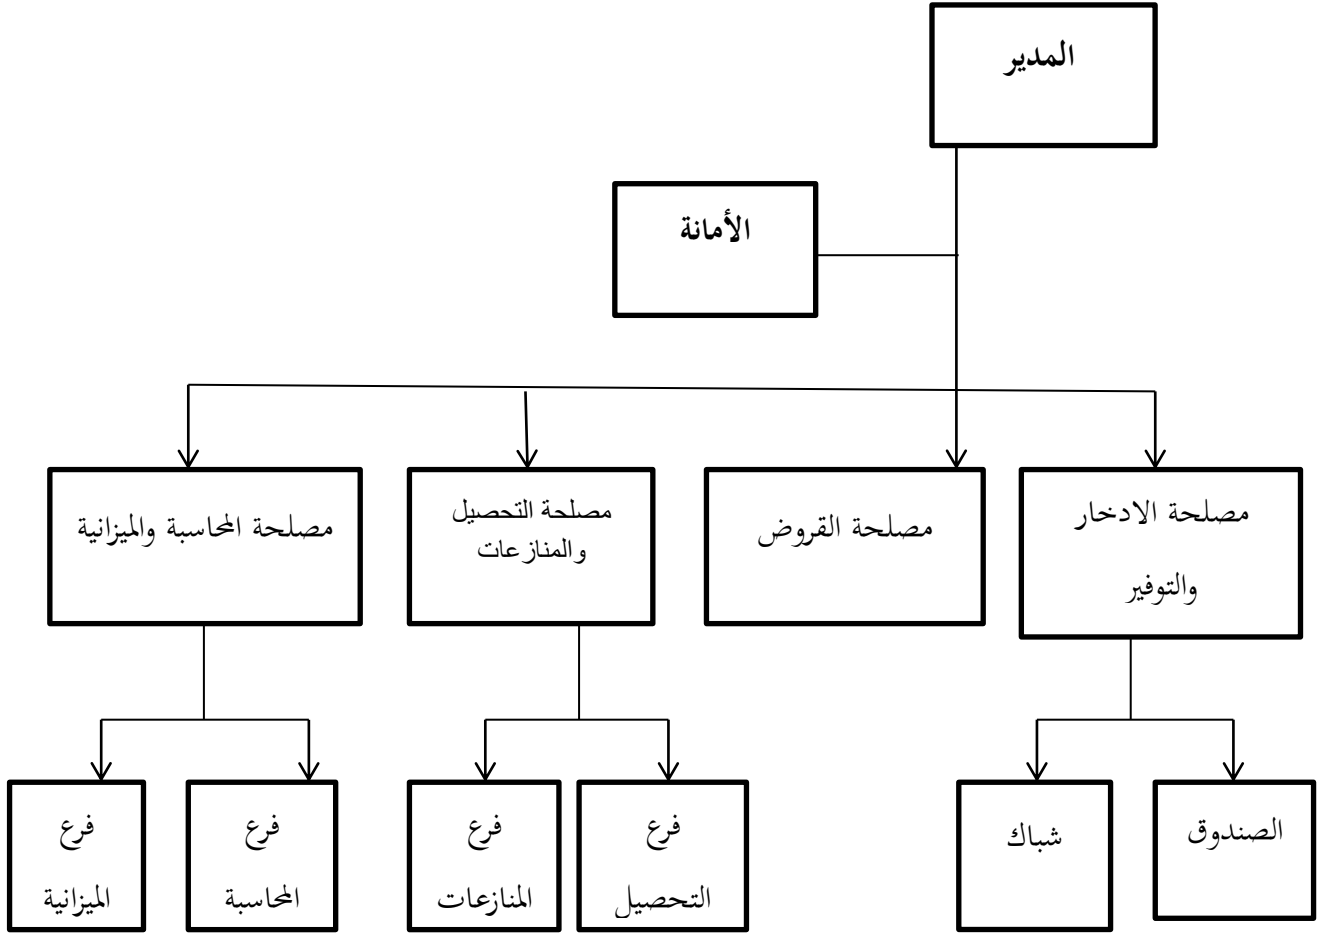 المدير
الأمانة
مصلحة الادخار
والتوفير
مصلحة القروض
مصلحة التحصيل
والمنازعات
مصلحة المحاسبة والميزانية
الصندوق
شباك
فرع
التحصيل
فرع
المنازعات
فرع
المحاسبة
فرع
الميزانية